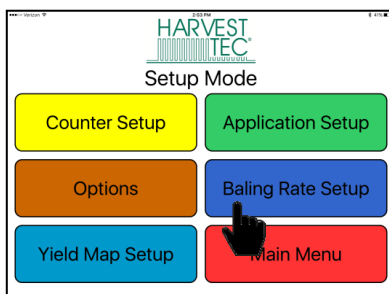 Verizon 2:53 PM 41%
HARVEST
TEC
Setup Mode
Counter Setup Application Setup
Options Baling Rate Setup
Yield Map Setup Main Menu